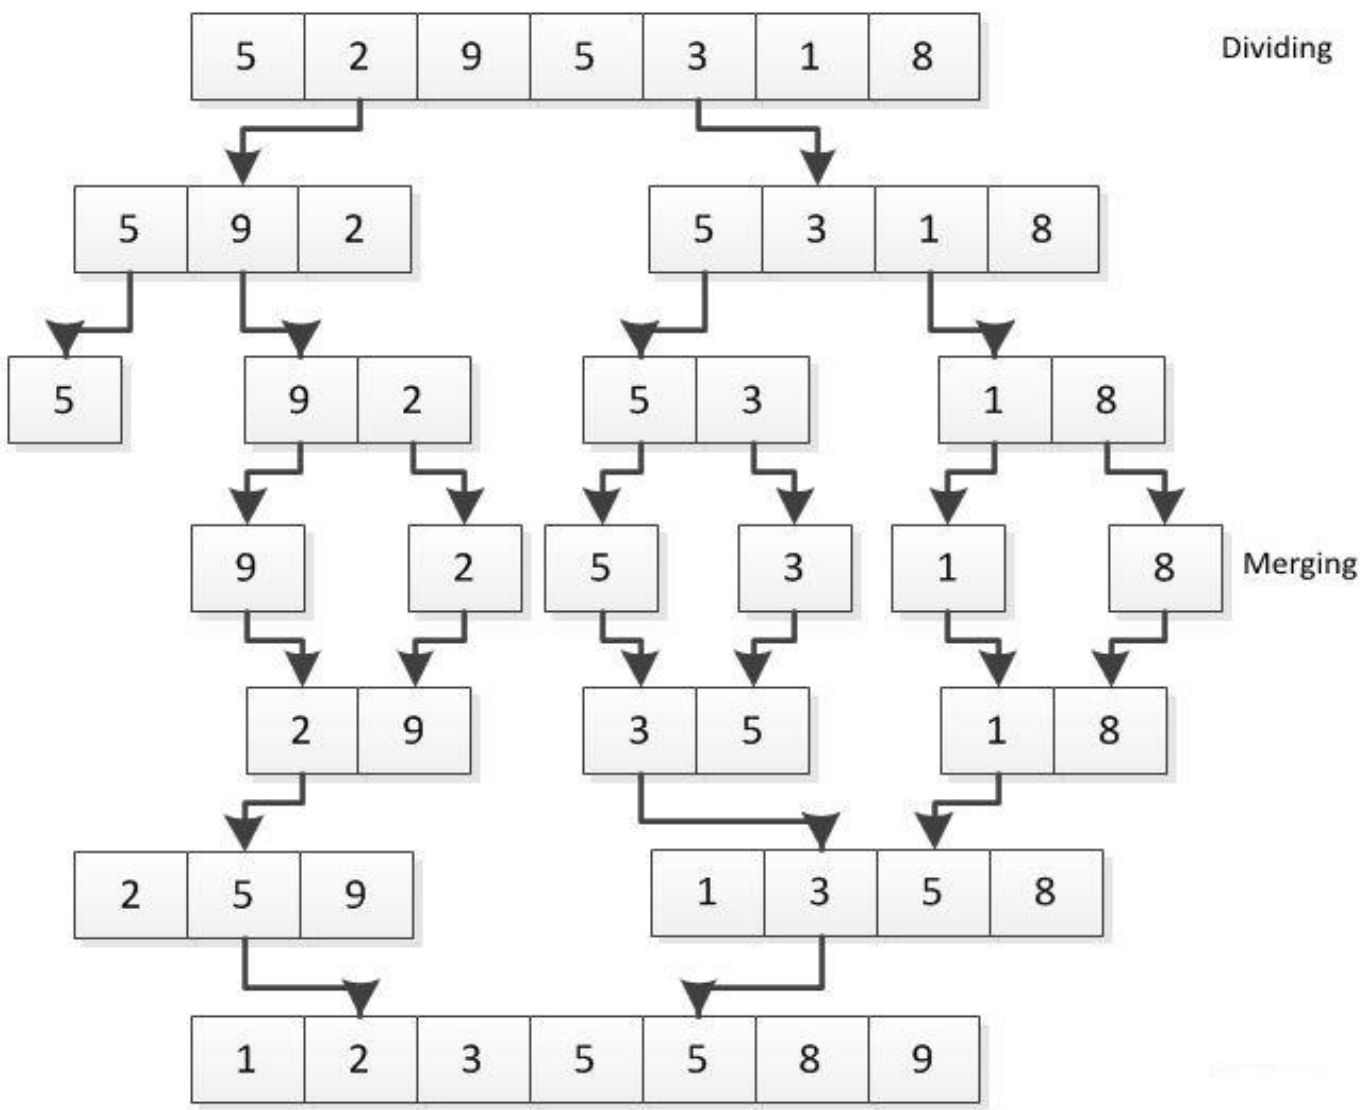 5 2 9 5 3 1 8 Dividing
5 9 2 5 3 1 8
5 9 2 5 3 1 8
9 2 5 3 1 8 Merging
2 9 3 5 1 8
2 5 9 1 3 5 8
1 2 3 5 5 8 9